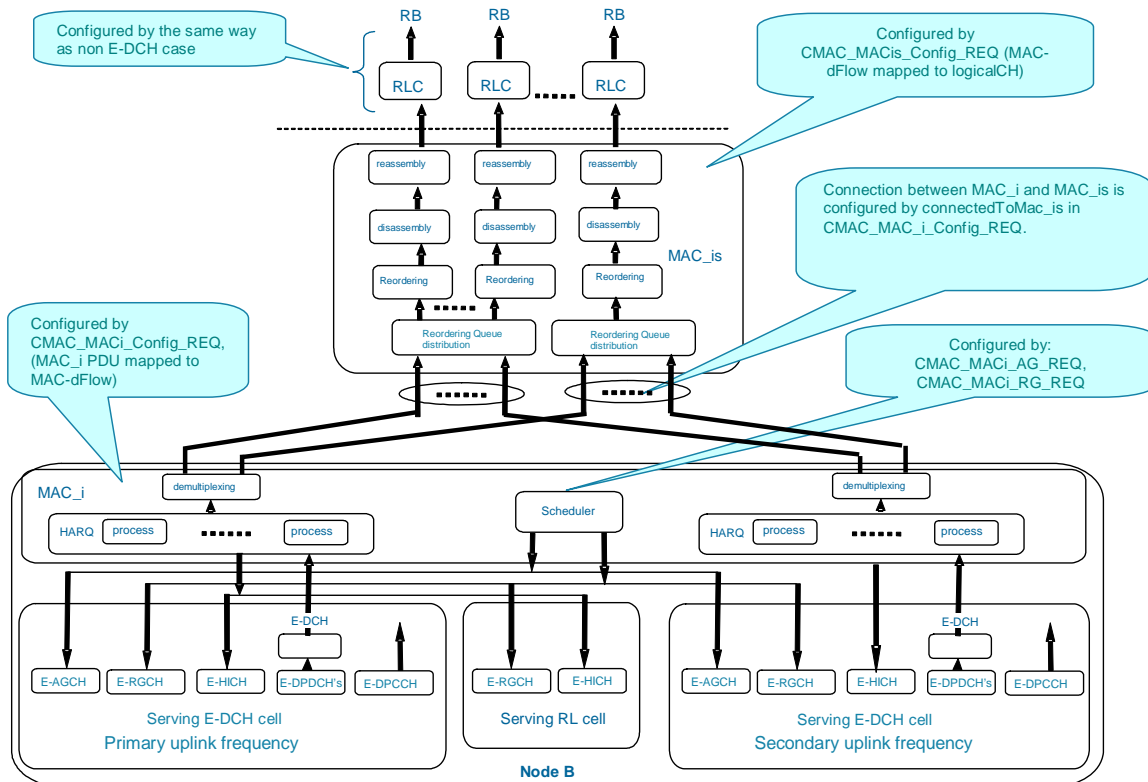 RB
RB
RB
Configured by the same way
as non E-DCH case
Configured by
CMAC_MACis_Config_REQ (MAC-
dFlow mapped to logicalCH)
RLC
RLC
RLC
reassembly
reassembly
reassembly
disassembly
disassembly
disassembly
Reordering
Reordering
Reordering
MAC_is
Connection between MAC_i and MAC_is is
configured by connectedToMac_is in
CMAC_MAC_i_Config_REQ.
Reordering Queue
distribution
Reordering Queue
distribution
Configured by
CMAC_MACi_Config_REQ,
(MAC_i PDU mapped to
MAC-dFlow)
Configured by:
CMAC_MACi_AG_REQ,
CMAC_MACi_RG_REQ
MAC_i
demultiplexing
Scheduler
demultiplexing
HARQ
process
process
HARQ
process
process
E-DCH
E-DCH
E-AGCH
E-RGCH
E-HICH
E-DPDCH's
E-DPCCH
E-RGCH
E-HICH
E-AGCH
E-RGCH
E-HICH
E-DPDCH's
E-DPCCH
Serving E-DCH cell
Primary uplink frequency
Serving RL cell
Serving E-DCH cell
Secondary uplink frequency
Node B